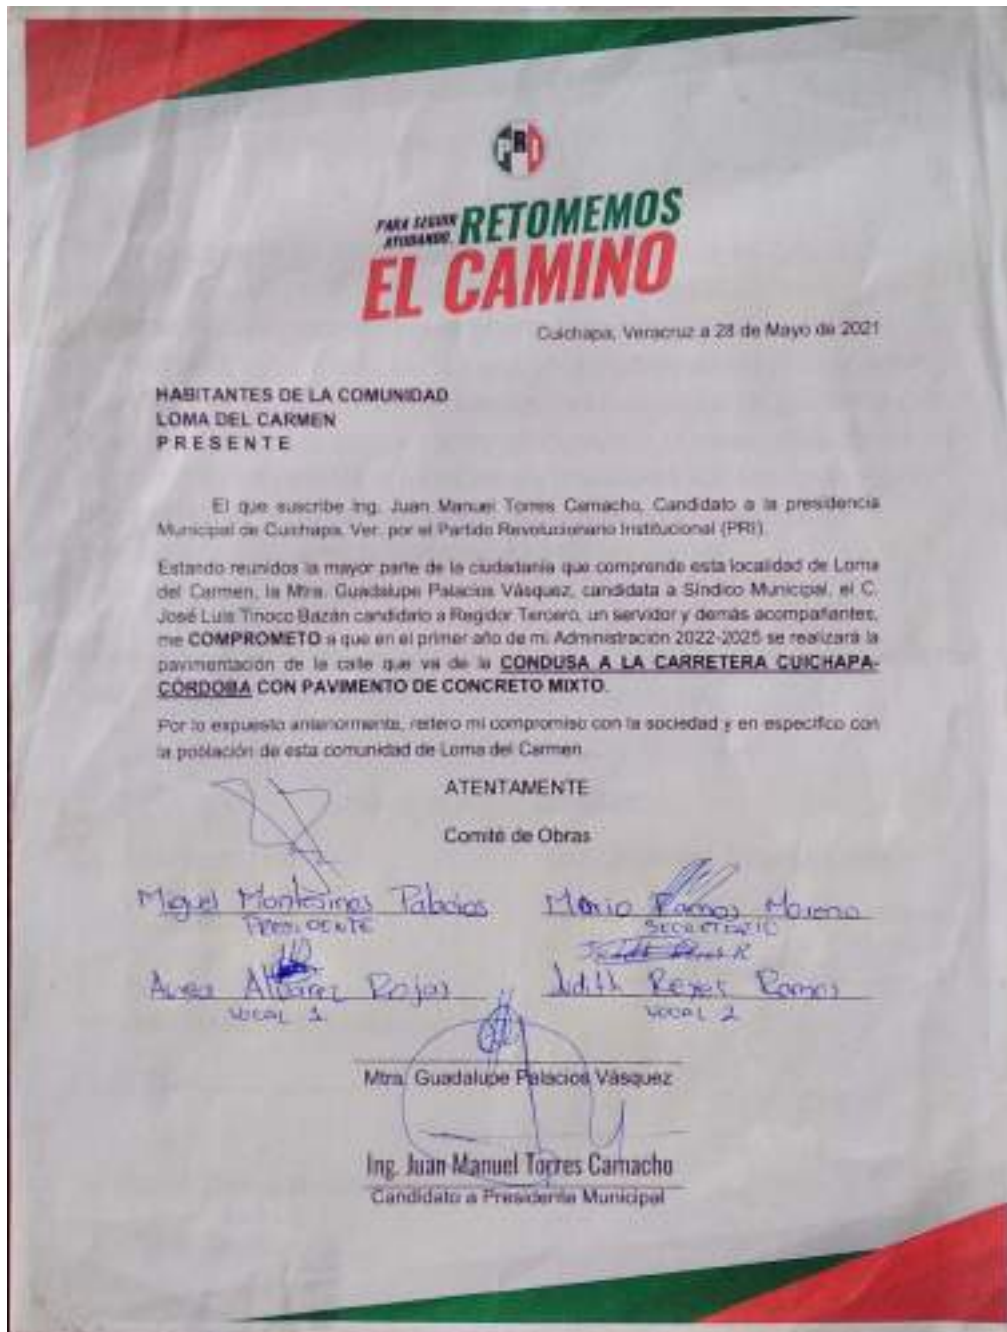 PRI
PARA SEGUIR
AYUDANDO, RETOMEMOS
EL CAMINO
Cuichapa, Veracruz a 28 de Mayo de 2021
HABITANTES DE LA COMUNIDAD
LOMA DEL CARMEN
P R E S E N T E
El que suscribe Ing. Juan Manuel Torres Camacho, Candidato a la presidencia
Municipal de Cuichapa, Ver. por el Partido Revolucionario Institucional (PRI).
Estando reunidos la mayor parte de la ciudadanía que comprende esta localidad de Loma
del Carmen, la Mtra. Guadalupe Palacios Vásquez, candidata a Síndico Municipal, el C.
José Luis Tinoco Bazán candidato a Regidor Tercero, un servidor y demás acompañantes,
me COMPROMETO a que en el primer año de mi Administración 2022-2025 se realizará la
pavimentación de la calle que va de la CONDUSA A LA CARRETERA CUICHAPA-
CÓRDOBA CON PAVIMENTO DE CONCRETO MIXTO.
Por lo expuesto anteriormente, reitero mi compromiso con la sociedad y en especifico con
la población de esta comunidad de Loma del Carmen.
ATENTAMENTE
Comité de Obras
Miguel Montesinos Palacios
PRESIDENTE
Mario Ramos Moreno
SECRETARIO
Alvarez Rojas
VOCAL 1
Judith Reyes Ramos
VOCAL 2
Mtra. Guadalupe Palacios Vásquez
Ing. Juan Manuel Torres Camacho
Candidato a Presidente Municipal